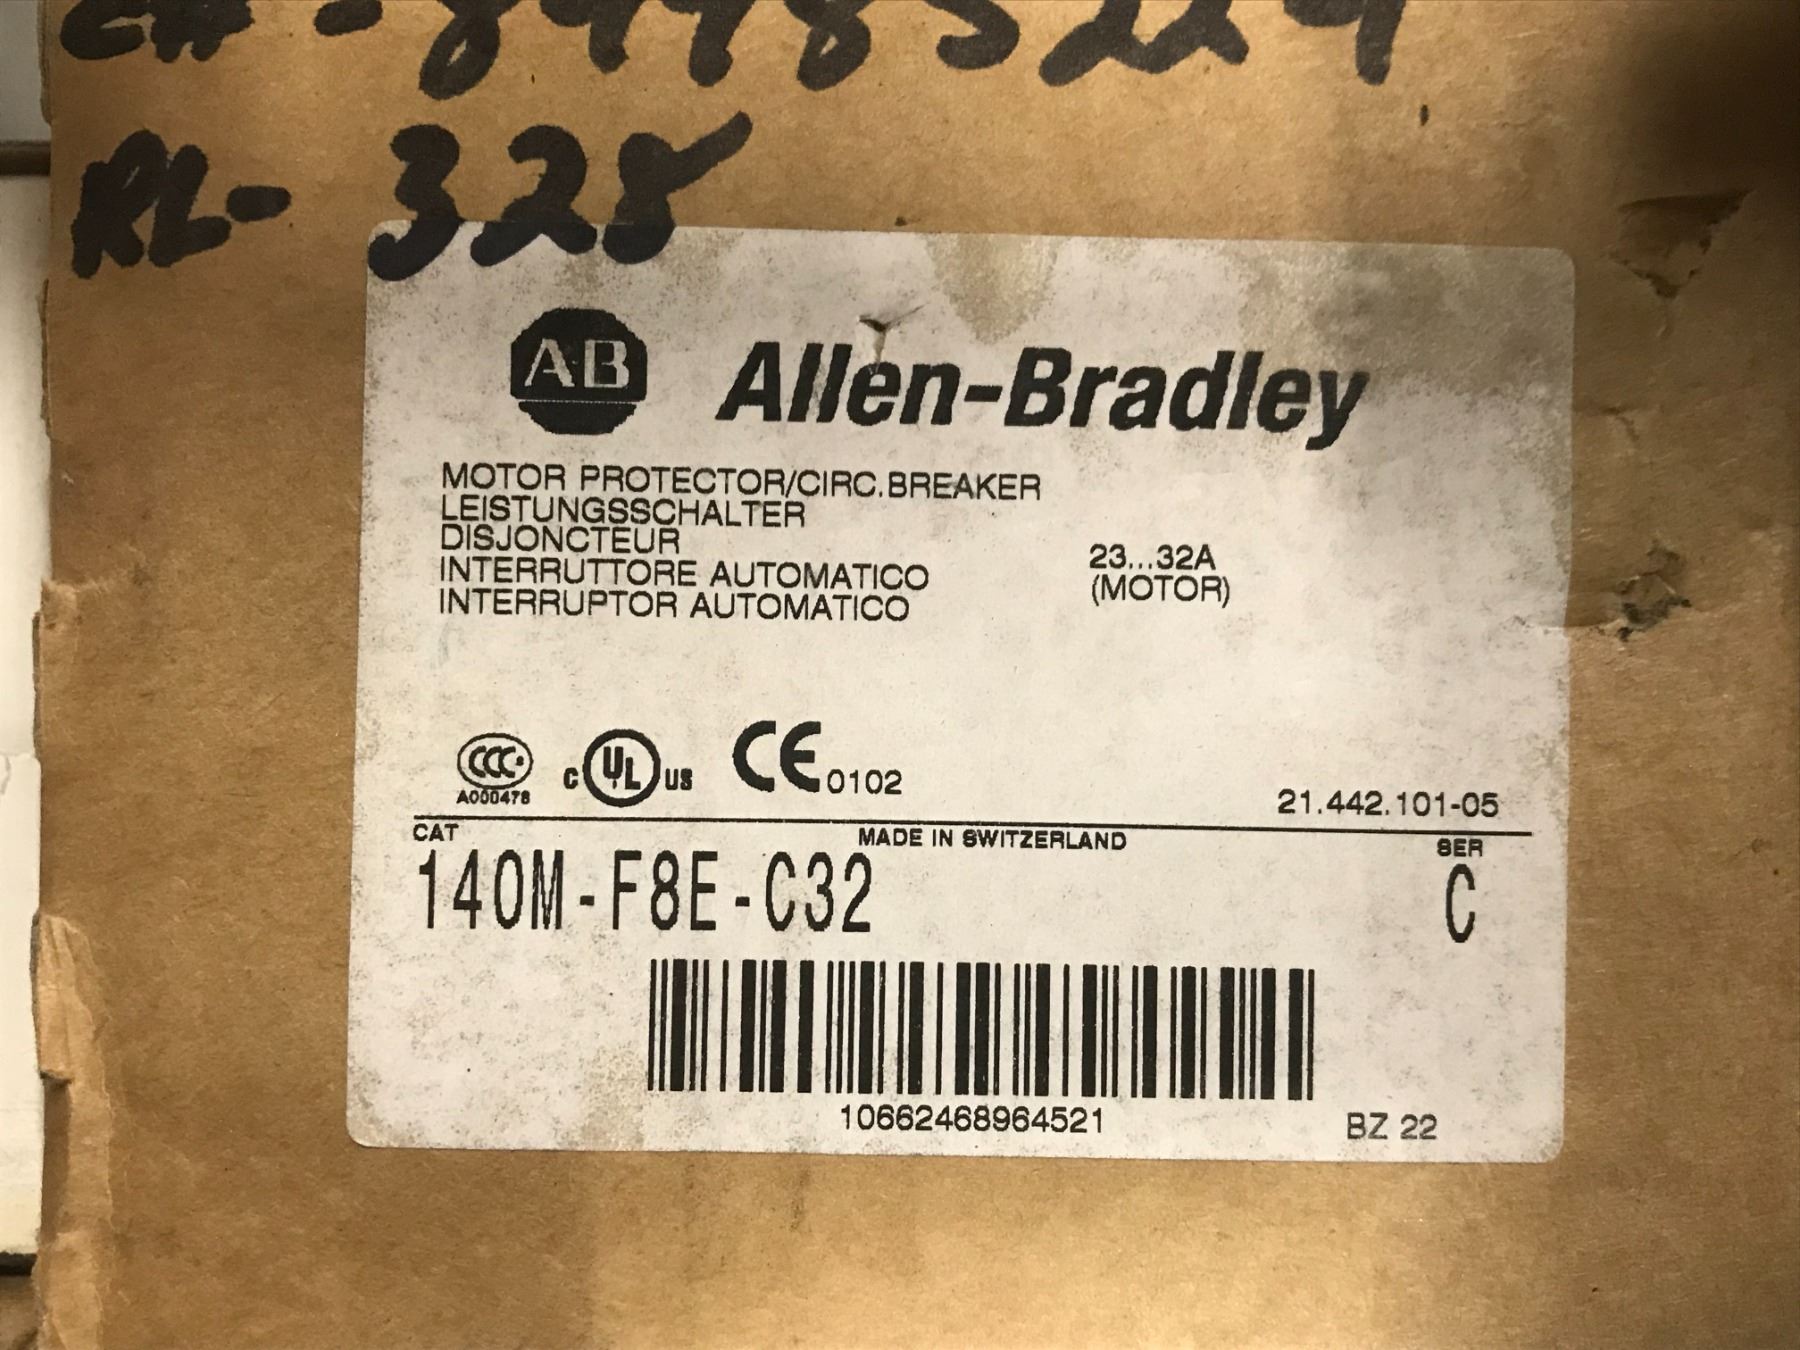 RL- 328
AB Allen-Bradley
MOTOR PROTECTOR/CIRC.BREAKER
LEISTUNGSSCHALTER
DISJONCTEUR
INTERRUTTORE AUTOMATICO
INTERRUPTOR AUTOMATICO
23...32A
(MOTOR)
CCC
A000478
C UL US
CE 0102
21.442.101-05
CAT
MADE IN SWITZERLAND
SER
140M-F8E-C32
C
10662468964521
BZ 22